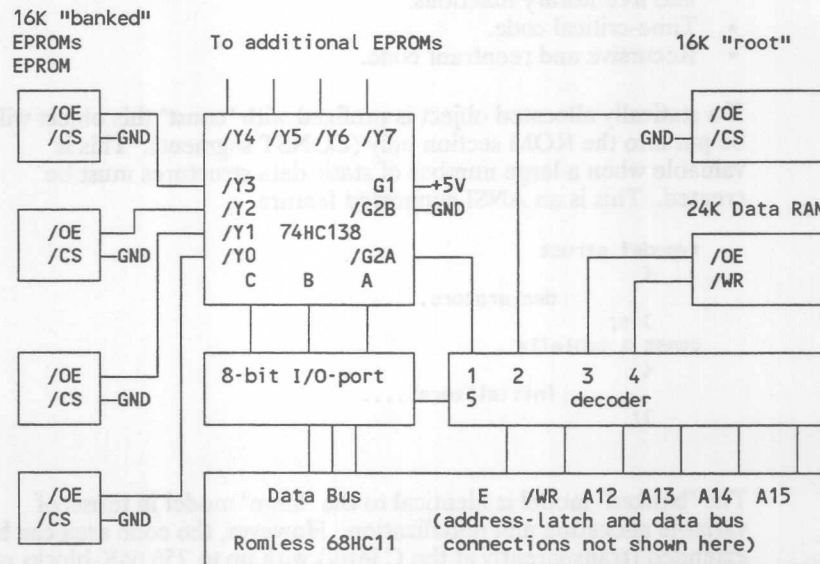 16K "banked"
EPROMs
EPROM
To additional EPROMs
16K "root"
/OE
/CS
GND
/Y4 /Y5 /Y6 /Y7
GND
/OE
/CS
/Y3
G1
+5V
/Y2
/G2B
GND
/Y1
74HC138
/Y0
/G2A
C B A
24K Data RAM
/OE
/CS
GND
/OE
/WR
/OE
/CS
GND
8-bit I/O-port
1 2 3 4
5 decoder
/OE
/CS
GND
Data Bus
E /WR A12 A13 A14 A15
(address-latch and data bus
Romless 68HC11
connections not shown here)